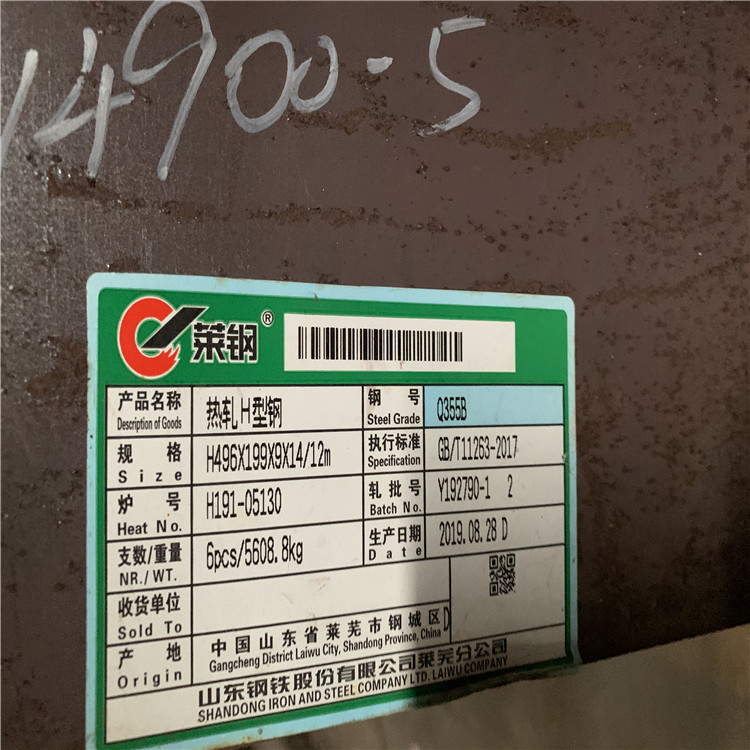 14900-5
莱钢®
产品名称 热轧H型钢 钢号 Q355B
Description of Goods Steel Grade
规格 H496X199X9X14/12m 执行标准 GB/T11263-2017
Size Specification
炉号 H191-05130 轧批号 Y192790-1 2
Heat No. Batch No.
支数/重量 6pcs/5608.8kg 生产日期 2019.08.28 D
NR./WT. Date
收货单位
Sold To
产地 中国山东省莱芜市钢城区 D
Origin Gangcheng District Laiwu City, Shandong Province, China
山东钢铁股份有限公司莱芜分公司
SHANDONG IRON AND STEEL COMPANY LTD. LAIWU COMPANY